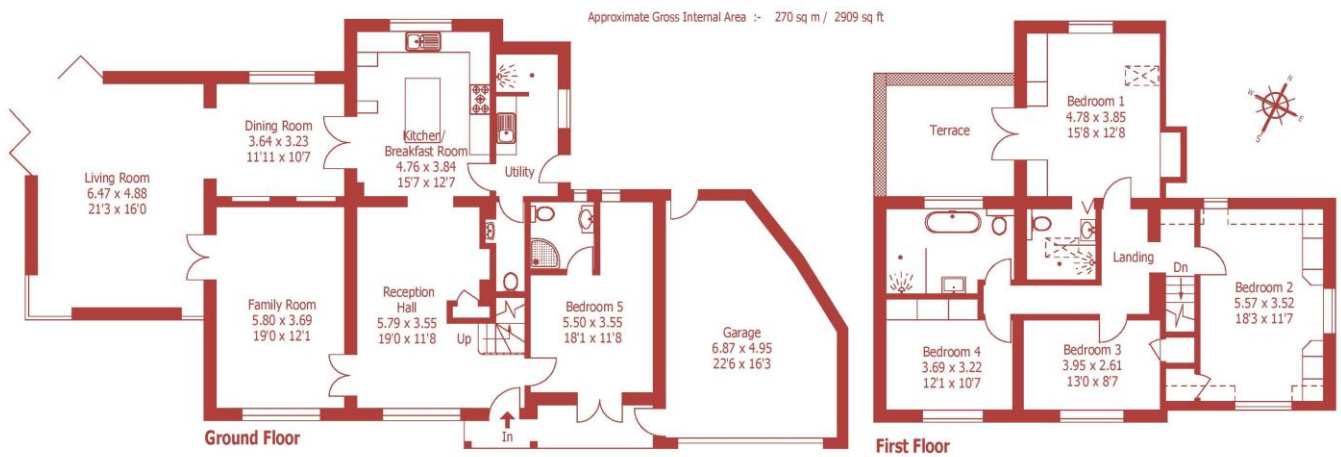 Approximate Gross Internal Area :- 270 sq m / 2909 sq ft
Living Room
6.47 x 4.88
21'3 x 16'0
Dining Room
3.64 x 3.23
11'11 x 10'7
Kitchen/
Breakfast Room
4.76 x 3.84
15'7 x 12'7
Utility
Family Room
5.80 x 3.69
19'0 x 12'1
Reception
Hall
5.79 x 3.55
19'0 x 11'8
Up
Bedroom 5
5.50 x 3.55
18'1 x 11'8
Garage
6.87 x 4.95
22'6 x 16'3
In
Ground Floor
Terrace
Bedroom 1
4.78 x 3.85
15'8 x 12'8
N
W
E
S
Landing
Dn
Bedroom 2
5.57 x 3.52
18'3 x 11'7
Bedroom 4
3.69 x 3.22
12'1 x 10'7
Bedroom 3
3.95 x 2.61
13'0 x 8'7
First Floor